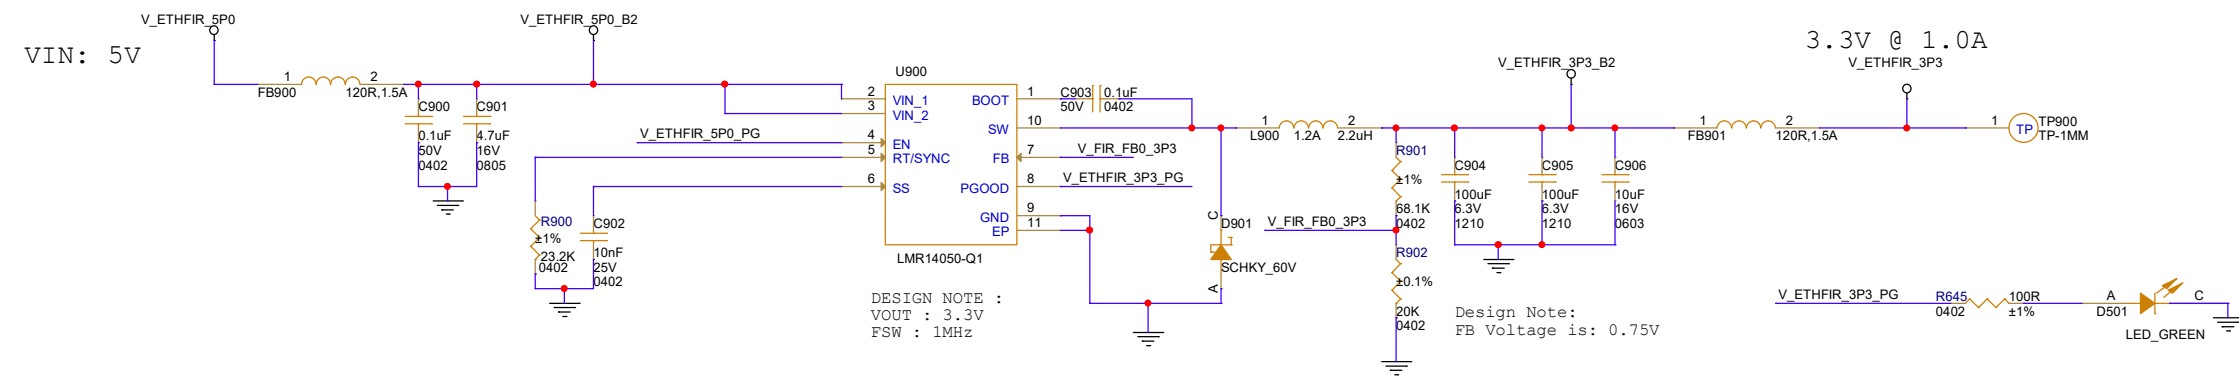 VIN: 5V
V_ETHFIR_5P0
1
2
FB900
120R,1.5A
V_ETHFIR_5P0_B2
C900
0.1uF
50V
0402
C901
4.7uF
16V
0805
V_ETHFIR_5P0_PG
R900
±1%
23.2K
0402
C902
10nF
25V
0402
U900
2
VIN_1
3
VIN_2
4
EN
5
RT/SYNC
6
SS
BOOT
1
SW
10
FB
7
PGOOD
8
GND
9
EP
11
LMR14050-Q1
DESIGN NOTE :
VOUT : 3.3V
FSW : 1MHz
C903
50V
0.1uF
0402
V_FIR_FB0_3P3
V_ETHFIR_3P3_PG
C
D901
SCHKY_60V
A
1
2
L900
1.2A
2.2uH
V_FIR_FB0_3P3
R901
±1%
68.1K
0402
R902
±0.1%
20K
0402
Design Note:
FB Voltage is: 0.75V
C904
100uF
6.3V
1210
C905
100uF
6.3V
1210
C906
10uF
16V
0603
V_ETHFIR_3P3_B2
1
2
FB901
120R,1.5A
3.3V @ 1.0A
V_ETHFIR_3P3
1
TP
TP900
TP-1MM
V_ETHFIR_3P3_PG
R645
0402
100R
±1%
A
D501
C
LED_GREEN